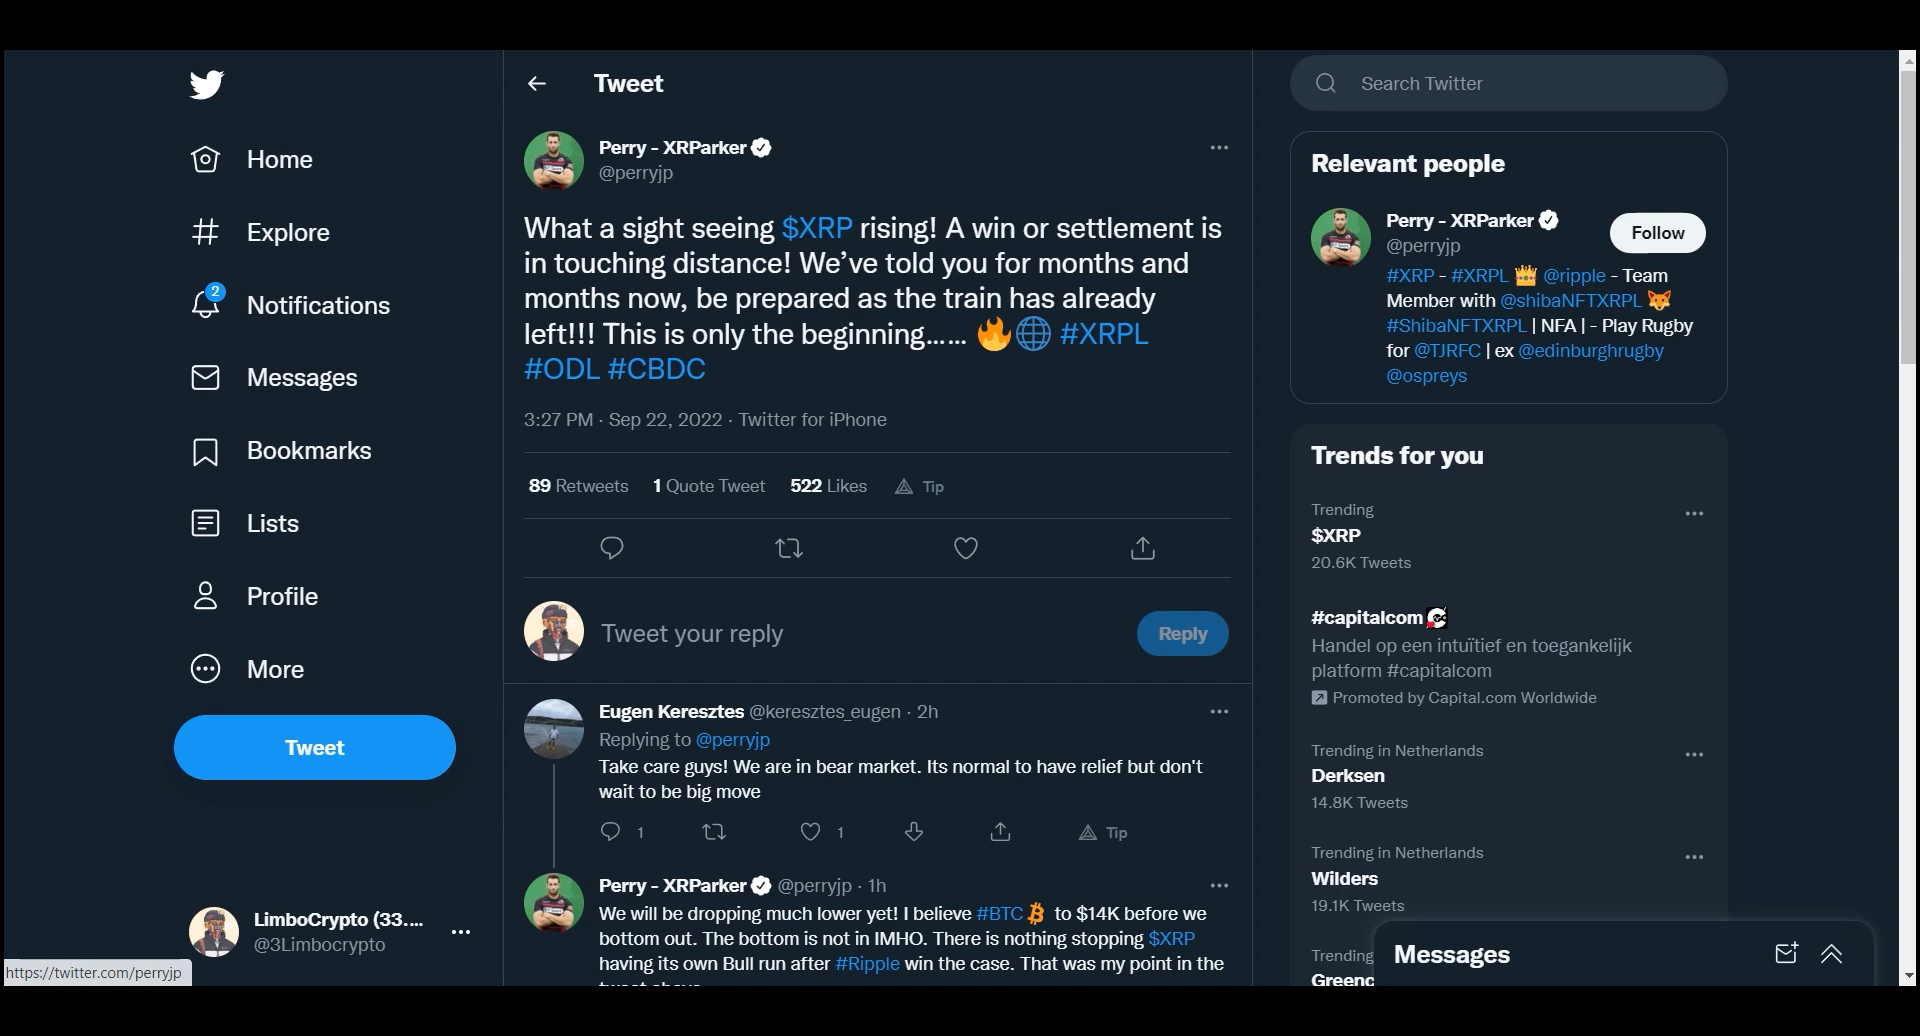 Home
Explore
2
Notifications
Messages
Bookmarks
Lists
Profile
More
Tweet
LimboCrypto (33....
@3Limbocrypto
https://twitter.com/perryjp
Tweet
Perry - XRParker
@perryjp
What a sight seeing $XRP rising! A win or settlement is
in touching distance! We’ve told you for months and
months now, be prepared as the train has already
left!!! This is only the beginning…… 🔥🌐 #XRPL
#ODL #CBDC
3:27 PM · Sep 22, 2022 · Twitter for iPhone
89 Retweets 1 Quote Tweet 522 Likes Tip
Tweet your reply
Reply
Eugen Keresztes @keresztes_eugen · 2h
Replying to @perryjp
Take care guys! We are in bear market. Its normal to have relief but don't
wait to be big move
1 1 Tip
Perry - XRParker @perryjp · 1h
We will be dropping much lower yet! I believe #BTC to $14K before we
bottom out. The bottom is not in IMHO. There is nothing stopping $XRP
having its own Bull run after #Ripple win the case. That was my point in the
Search Twitter
Relevant people
Perry - XRParker
@perryjp
Follow
#XRP - #XRPL 👑 @ripple - Team
Member with @shibaNFTXRPL 🦊
#ShibaNFTXRPL | NFA | - Play Rugby
for @TJRFC | ex @edinburghrugby
@ospreys
Trends for you
Trending
$XRP
20.6K Tweets
#capitalcom
Handel op een intuïtief en toegankelijk
platform #capitalcom
Promoted by Capital.com Worldwide
Trending in Netherlands
Derksen
14.8K Tweets
Trending in Netherlands
Wilders
19.1K Tweets
Trending
Greenc
Messages